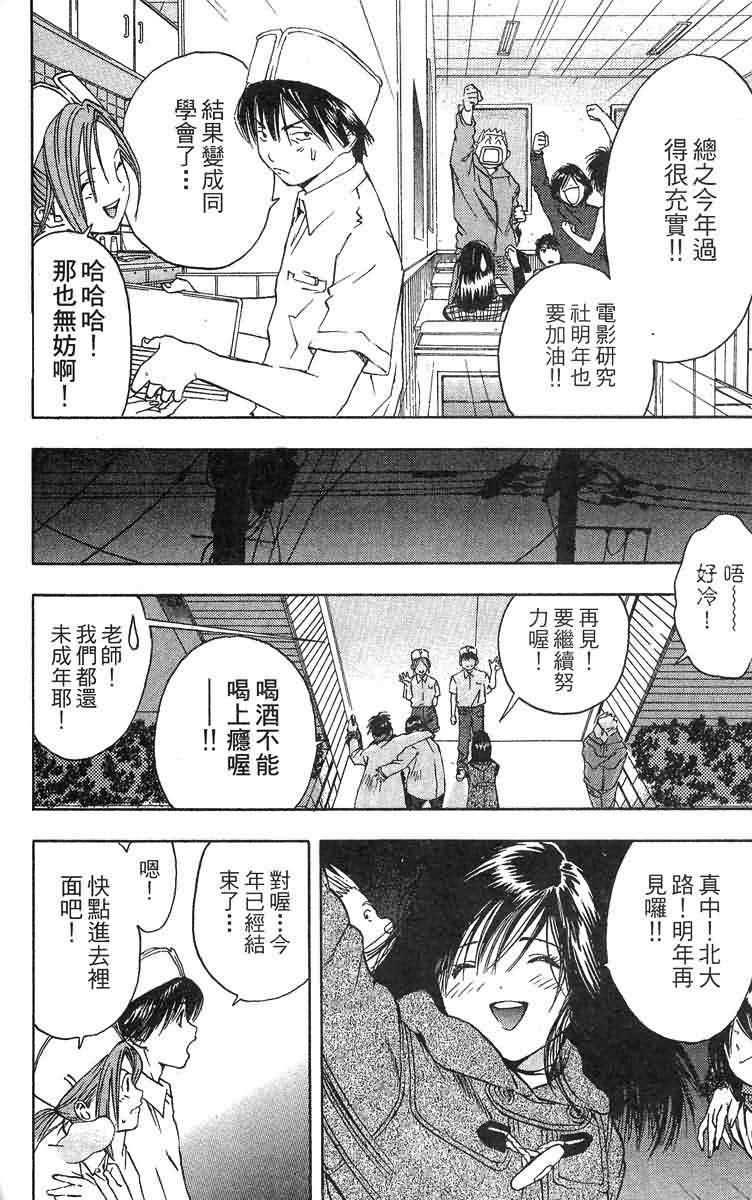 總之今年過
得很充實!!
電影研究
社明年也
要加油!!
結果變成同
學會了…
哈哈哈！
那也無妨啊！
唔~~
好冷！
再見！
要繼續努
力喔！
喝酒不能
喝上癮喔
——!!
老師！
我們都還
未成年耶！
真中！北大
路！明年再
見囉!!
對喔…今
年已經結
束了…
嗯！
快點進去裡
面吧！